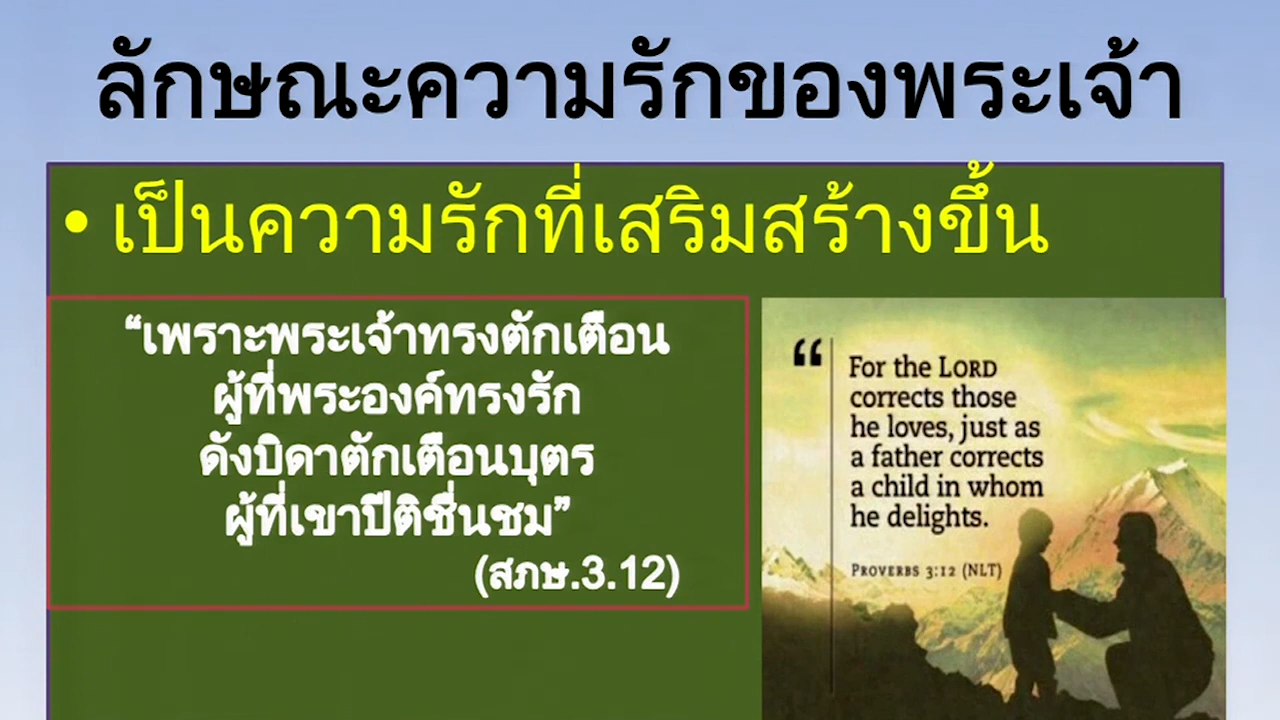 ลักษณะความรักของพระเจ้า
• เป็นความรักที่เสริมสร้างขึ้น
“เพราะพระเจ้าทรงตักเตือน
ผู้ที่พระองค์ทรงรัก
ดังบิดาตักเตือนบุตร
ผู้ที่เขาปีติชื่นชม”
(สภษ.3.12)
“ For the LORD
corrects those
he loves, just as
a father corrects
a child in whom
he delights.
PROVERBS 3:12 (NLT)